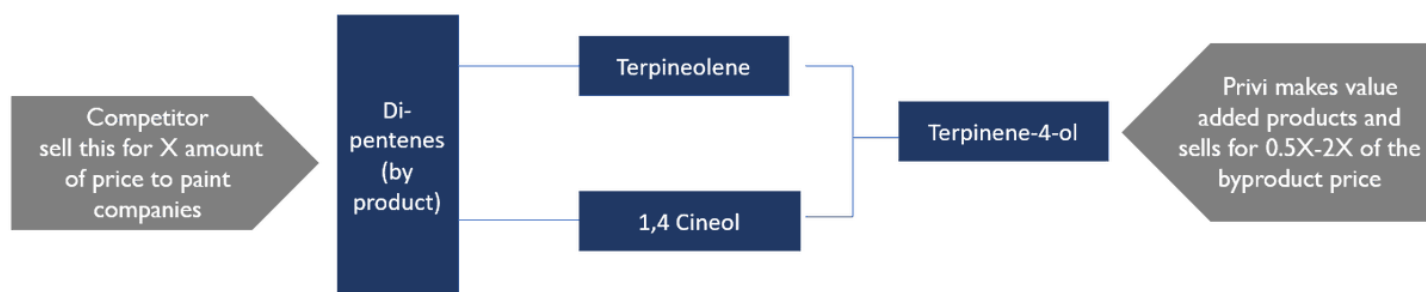 Competitor
sell this for X amount
of price to paint
companies
Di-
pentenes
(by
product)
Terpineolene
1,4 Cineol
Terpinene-4-ol
Privi makes value
added products and
sells for 0.5X-2X of the
byproduct price